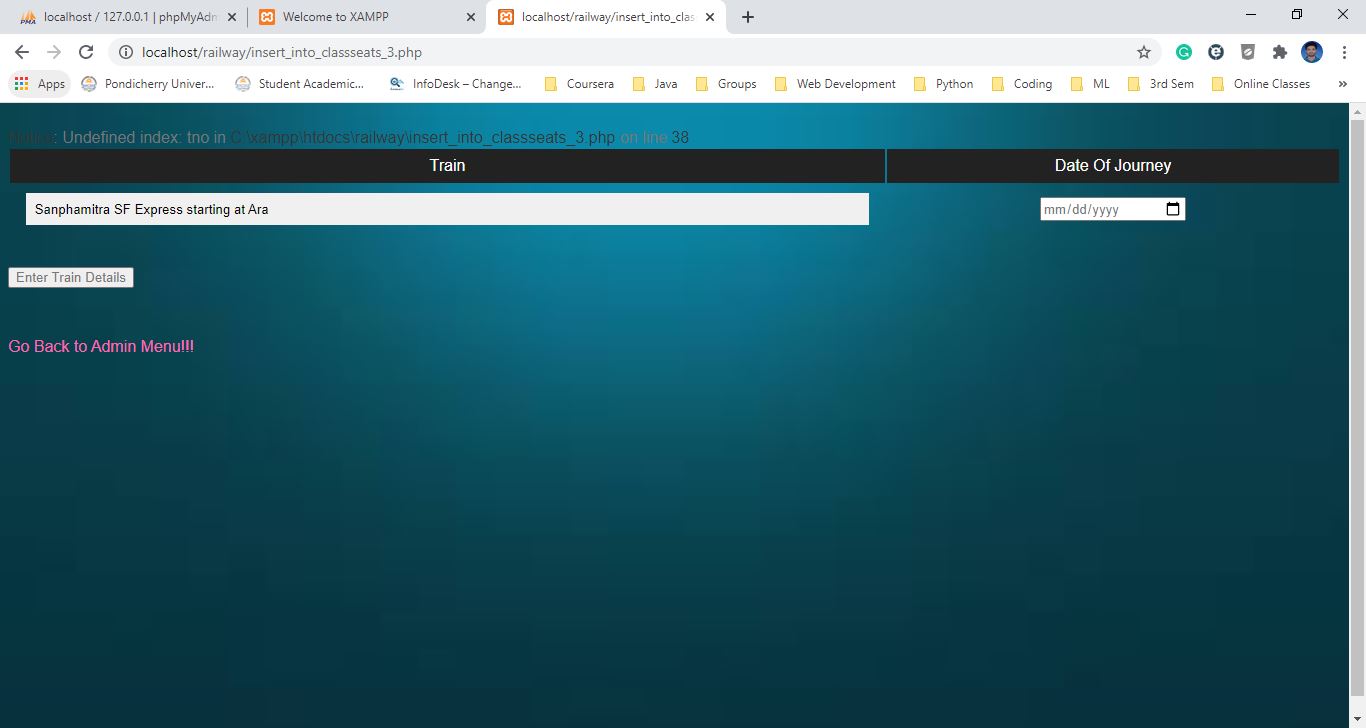 localhost / 127.0.0.1 | phpMyAdm
Welcome to XAMPP
localhost/railway/insert_into_clas
localhost/railway/insert_into_classseats_3.php
Apps Pondicherry Univer... Student Academic... InfoDesk – Change... Coursera Java Groups Web Development Python Coding ML 3rd Sem Online Classes »
Notice: Undefined index: tno in C:\xampp\htdocs\railway\insert_into_classseats_3.php on line 38
Train Date Of Journey
Sanphamitra SF Express starting at Ara mm/dd/yyyy
Enter Train Details
Go Back to Admin Menu!!!